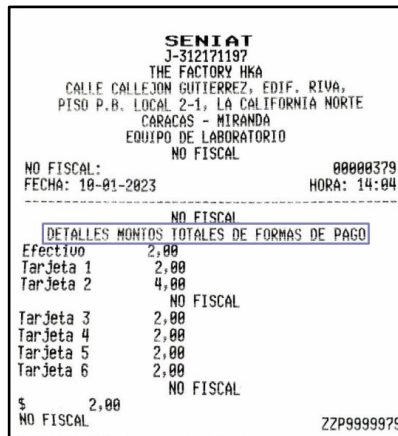 SENIAT
J-312171197
THE FACTORY HKA
CALLE CALLEJON GUTIERREZ, EDIF. RIVA,
PISO P.B. LOCAL 2-1, LA CALIFORNIA NORTE
CARACAS - MIRANDA
EQUIPO DE LABORATORIO
NO FISCAL
NO FISCAL: 00000379
FECHA: 10-01-2023 HORA: 14:04
NO FISCAL
DETALLES MONTOS TOTALES DE FORMAS DE PAGO
Efectivo 2,00
Tarjeta 1 2,00
Tarjeta 2 4,00
NO FISCAL
Tarjeta 3 2,00
Tarjeta 4 2,00
Tarjeta 5 2,00
Tarjeta 6 2,00
NO FISCAL
$ 2,00
NO FISCAL ZZP9999979